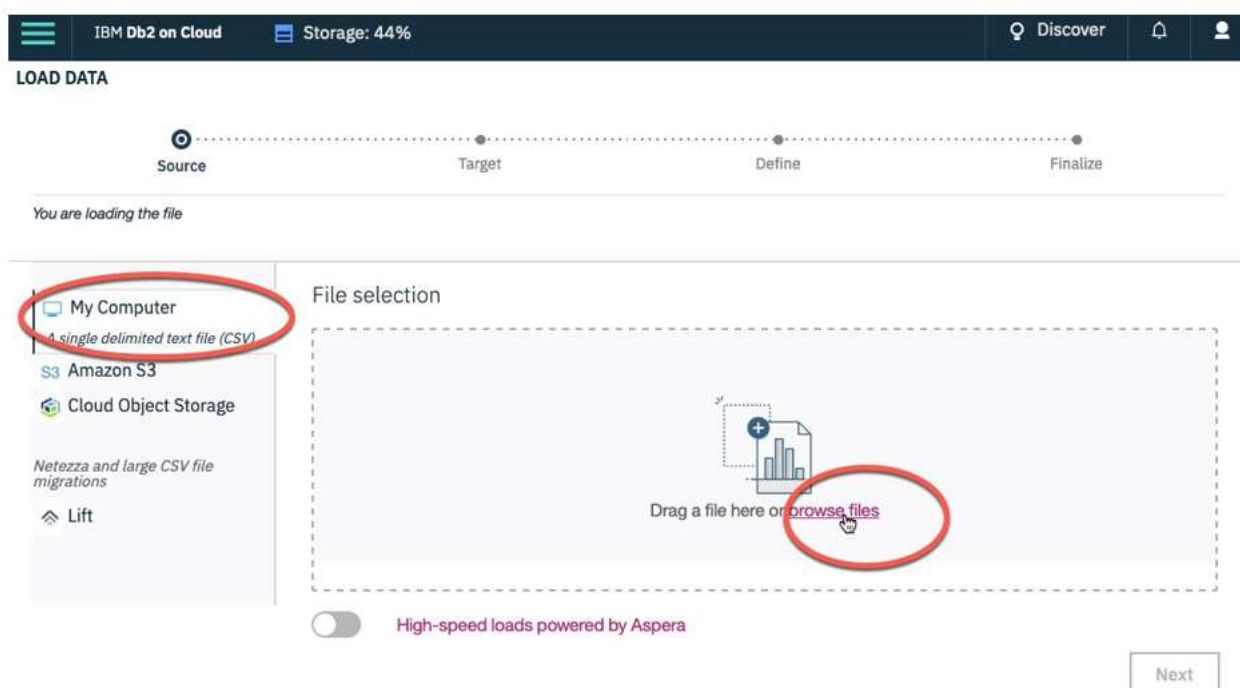 IBM Db2 on Cloud
Storage: 44%
Discover
LOAD DATA
Source
Target
Define
Finalize
You are loading the file
My Computer
A single delimited text file (CSV)
S3 Amazon S3
Cloud Object Storage
Netezza and large CSV file
migrations
Lift
File selection
Drag a file here or browse files
High-speed loads powered by Aspera
Next